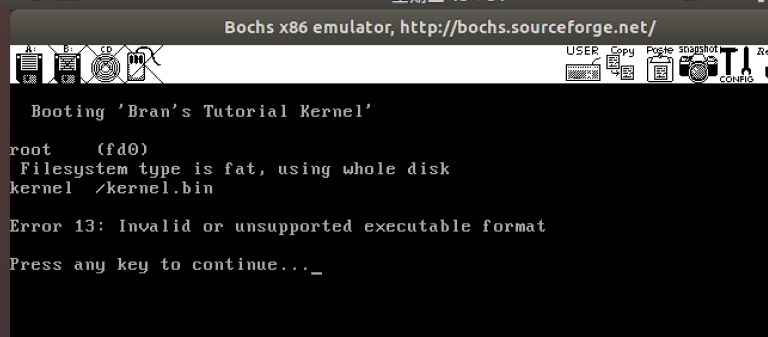 Bochs x86 emulator, http://bochs.sourceforge.net/
A: B: CD USER Copy Paste snapshot
CONFIG
Booting 'Bran's Tutorial Kernel'
root (fd0)
Filesystem type is fat, using whole disk
kernel /kernel.bin
Error 13: Invalid or unsupported executable format
Press any key to continue..._